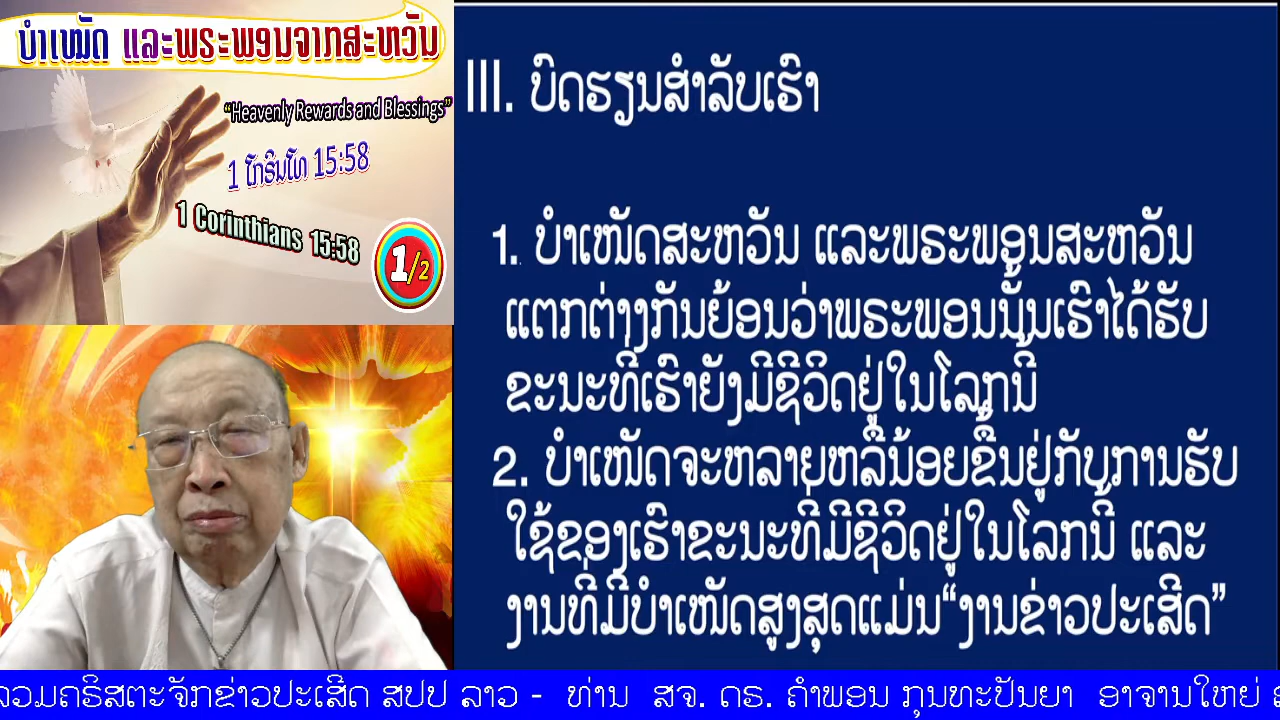 ບຳເໜັດ ແລະພຣະພອນຈາກສະຫວັນ
“Heavenly Rewards and Blessings”
1 ໂກຣິນໂທ 15:58
1 Corinthians 15:58
1/2
III. ບົດຮຽນສຳລັບເຮົາ
1. ບຳເໜັດສະຫວັນ ແລະພຣະພອນສະຫວັນ
ແຕກຕ່າງກັນຍ້ອນວ່າພຣະພອນນັ້ນເຮົາໄດ້ຮັບ
ຂະນະທີ່ເຮົາຍັງມີຊີວິດຢູ່ໃນໂລກນີ້
2. ບຳເໜັດຈະຫລາຍຫລືນ້ອຍຂຶ້ນຢູ່ກັບການຮັບ
ໃຊ້ຂອງເຮົາຂະນະທີ່ມີຊີວິດຢູ່ໃນໂລກນີ້ ແລະ
ງານທີ່ມີບຳເໜັດສູງສຸດແມ່ນ“ງານຂ່າວປະເສີດ”
ຄຣິສຕະຈັກຂ່າວປະເສີດ ສປປ ລາວ - ທ່ານ ສຈ. ດຣ. ຄຳພອນ ກຸນທະປັນຍາ ອາຈານໃຫຍ່